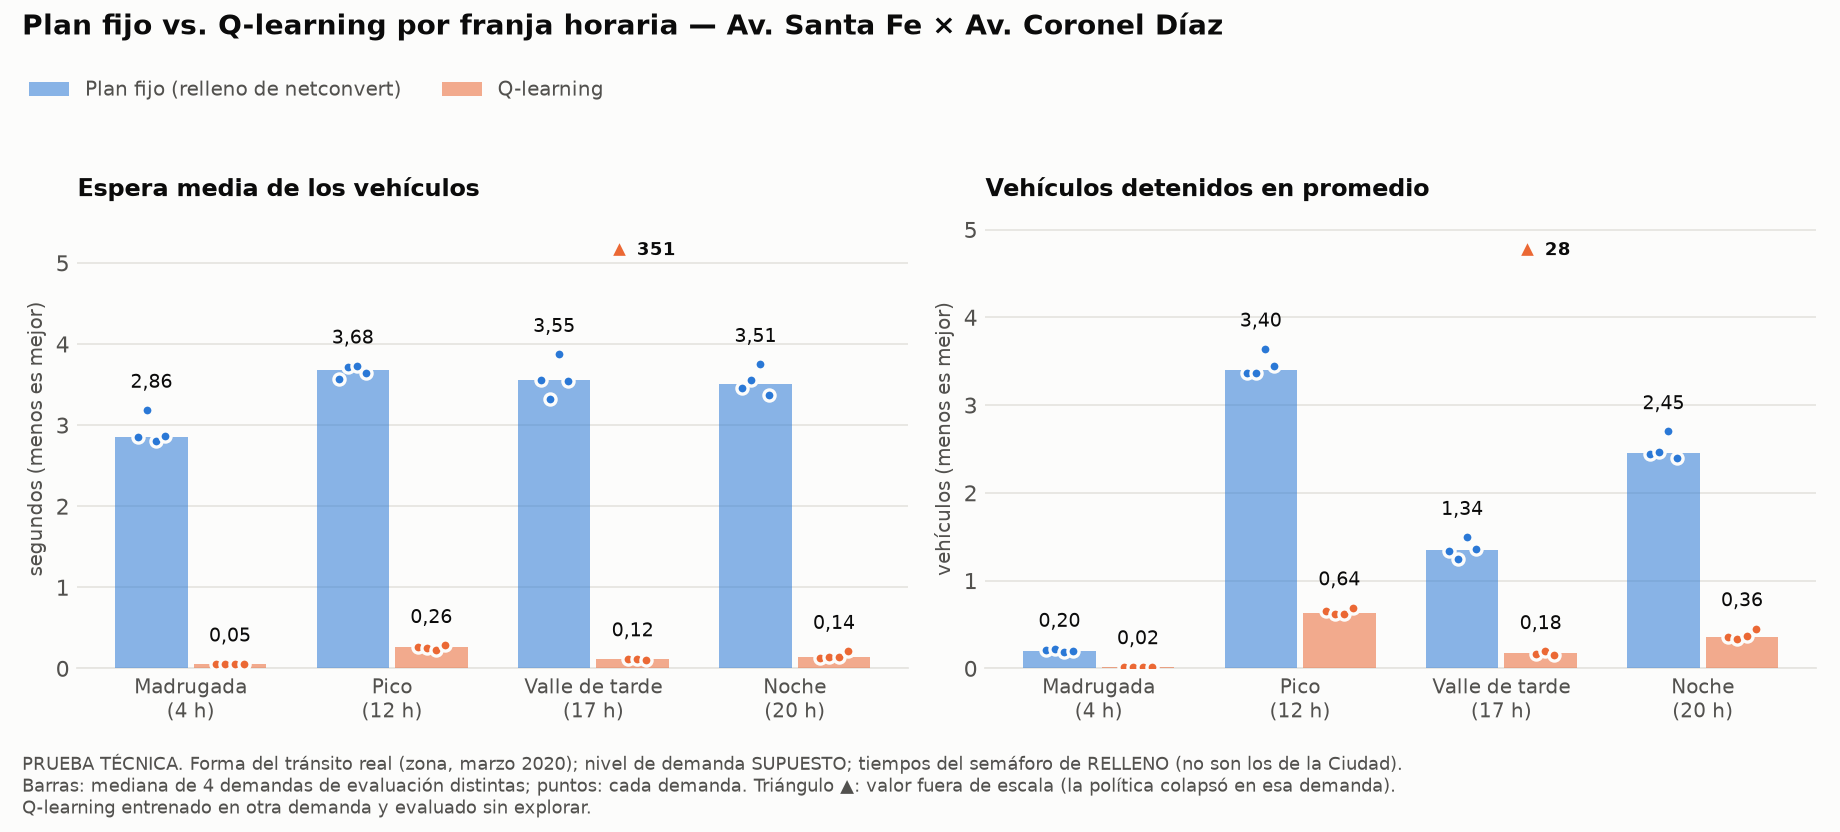 Plan fijo vs. Q-learning por franja horaria — Av. Santa Fe × Av. Coronel Díaz
Plan fijo (relleno de netconvert)
Q-learning
Espera media de los vehículos
segundos (menos es mejor)
5
4
3
2
1
0
▲ 351
2,86
0,05
3,68
0,26
3,55
0,12
3,51
0,14
Madrugada
(4 h)
Pico
(12 h)
Valle de tarde
(17 h)
Noche
(20 h)
Vehículos detenidos en promedio
vehículos (menos es mejor)
5
4
3
2
1
0
▲ 28
0,20
0,02
3,40
0,64
1,34
0,18
2,45
0,36
Madrugada
(4 h)
Pico
(12 h)
Valle de tarde
(17 h)
Noche
(20 h)
PRUEBA TÉCNICA. Forma del tránsito real (zona, marzo 2020); nivel de demanda SUPUESTO; tiempos del semáforo de RELLENO (no son los de la Ciudad).
Barras: mediana de 4 demandas de evaluación distintas; puntos: cada demanda. Triángulo ▲: valor fuera de escala (la política colapsó en esa demanda).
Q-learning entrenado en otra demanda y evaluado sin explorar.